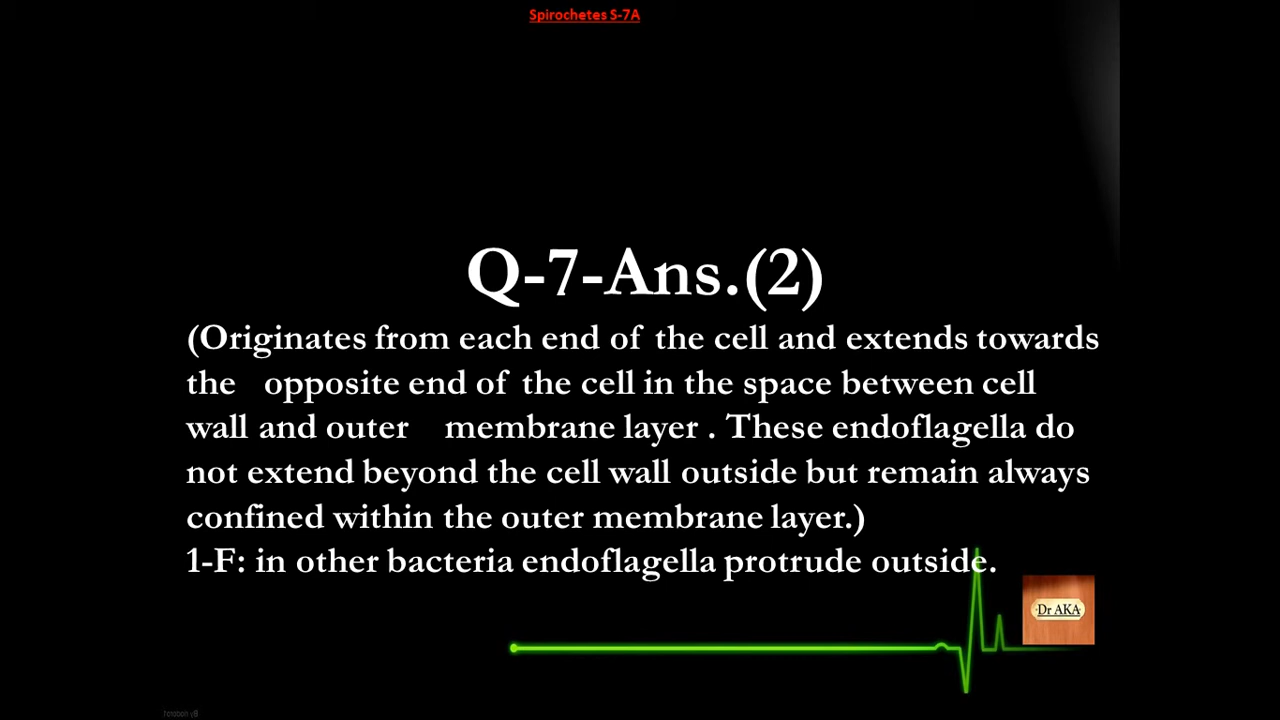 Spirochetes S-7A
Q-7-Ans.(2)
(Originates from each end of the cell and extends towards
the opposite end of the cell in the space between cell
wall and outer membrane layer . These endoflagella do
not extend beyond the cell wall outside but remain always
confined within the outer membrane layer.)
1-F: in other bacteria endoflagella protrude outside.
Dr AKA